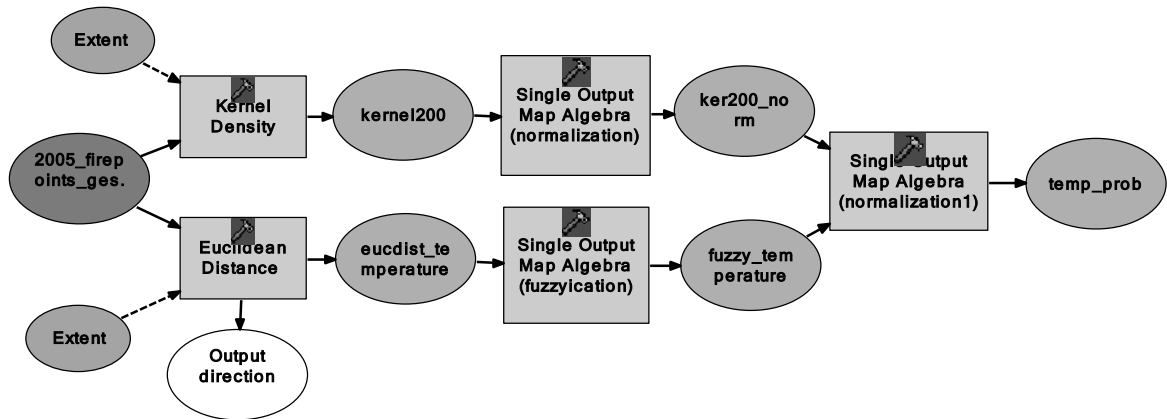 Extent
Kernel
Density
kernel200
Single Output
Map Algebra
(normalization)
ker200_no
rm
2005_firep
oints_ges.
Single Output
Map Algebra
(normalization1)
temp_prob
Euclidean
Distance
eucdist_te
mperature
Single Output
Map Algebra
(fuzzyication)
fuzzy_tem
perature
Extent
Output
direction